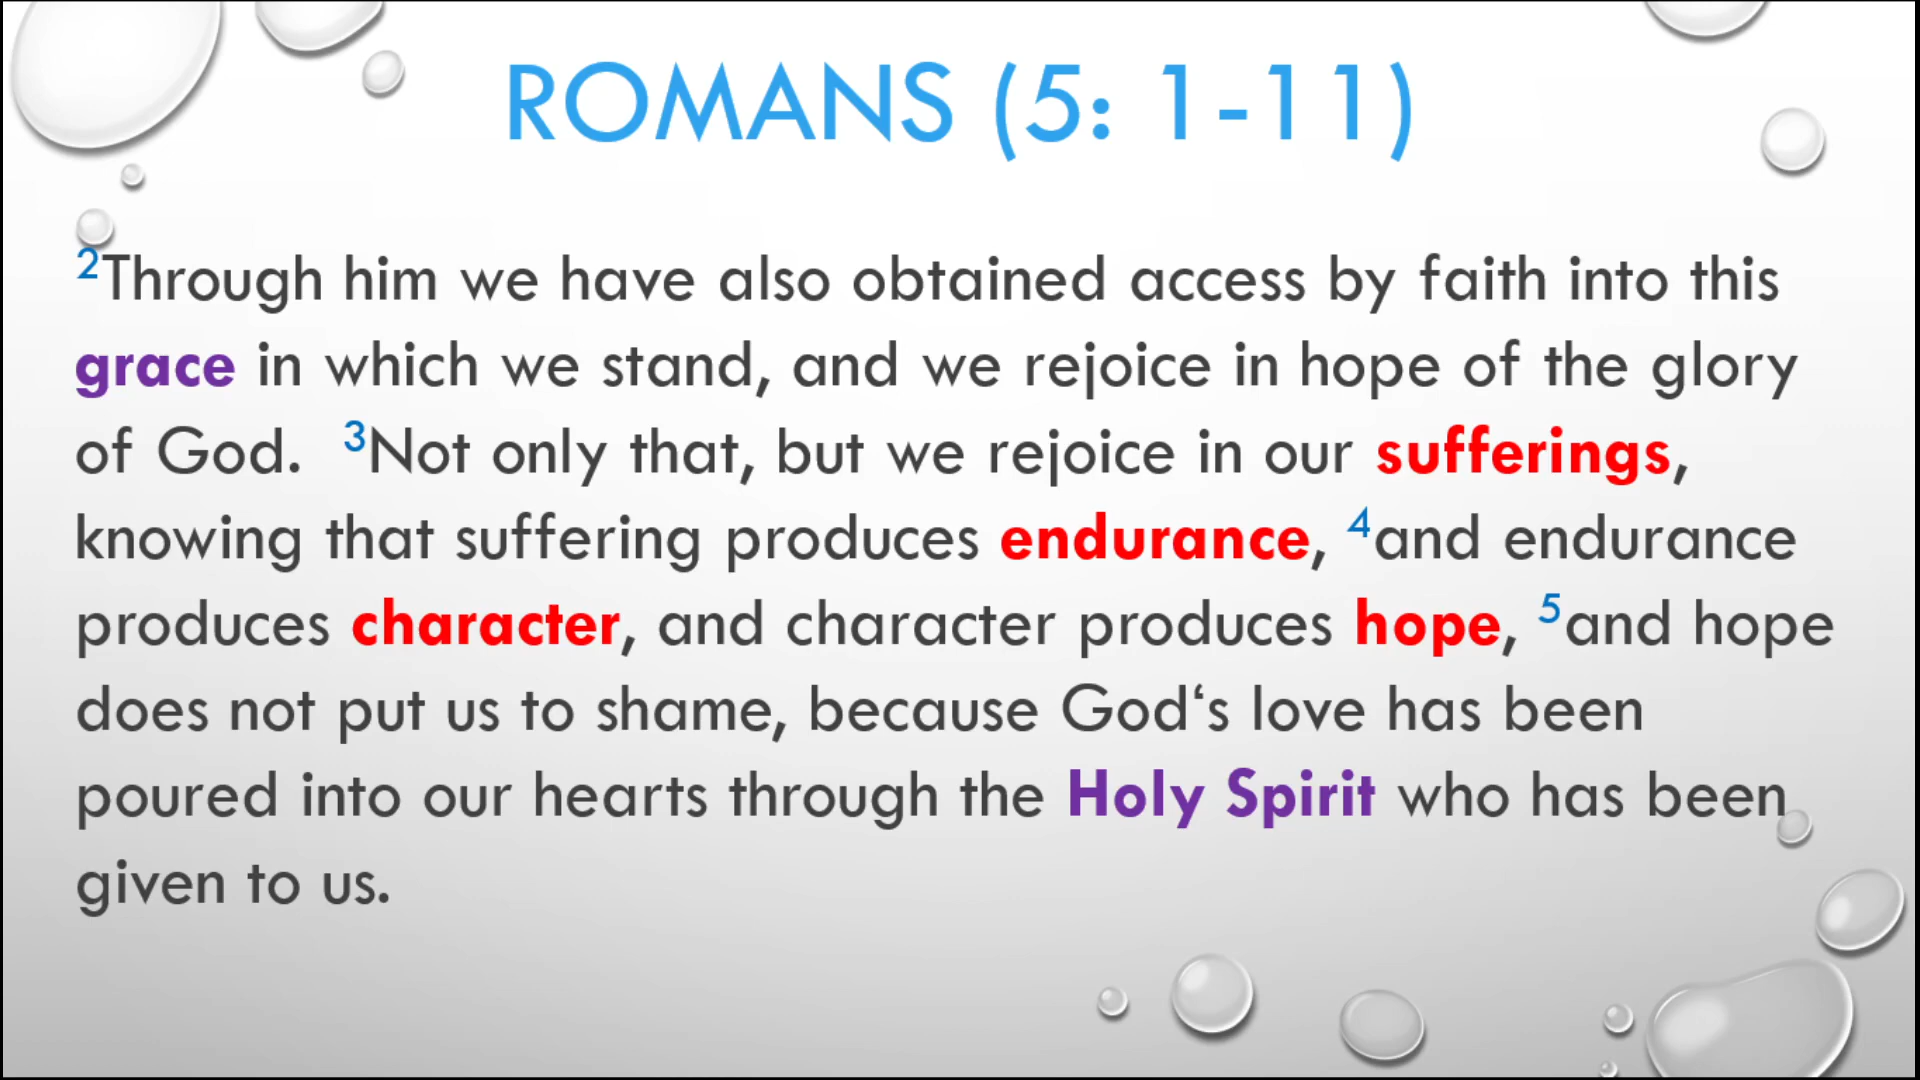 ROMANS (5: 1-11)
²Through him we have also obtained access by faith into this
grace in which we stand, and we rejoice in hope of the glory
of God. ³Not only that, but we rejoice in our sufferings,
knowing that suffering produces endurance, ⁴and endurance
produces character, and character produces hope, ⁵and hope
does not put us to shame, because God‘s love has been
poured into our hearts through the Holy Spirit who has been
given to us.